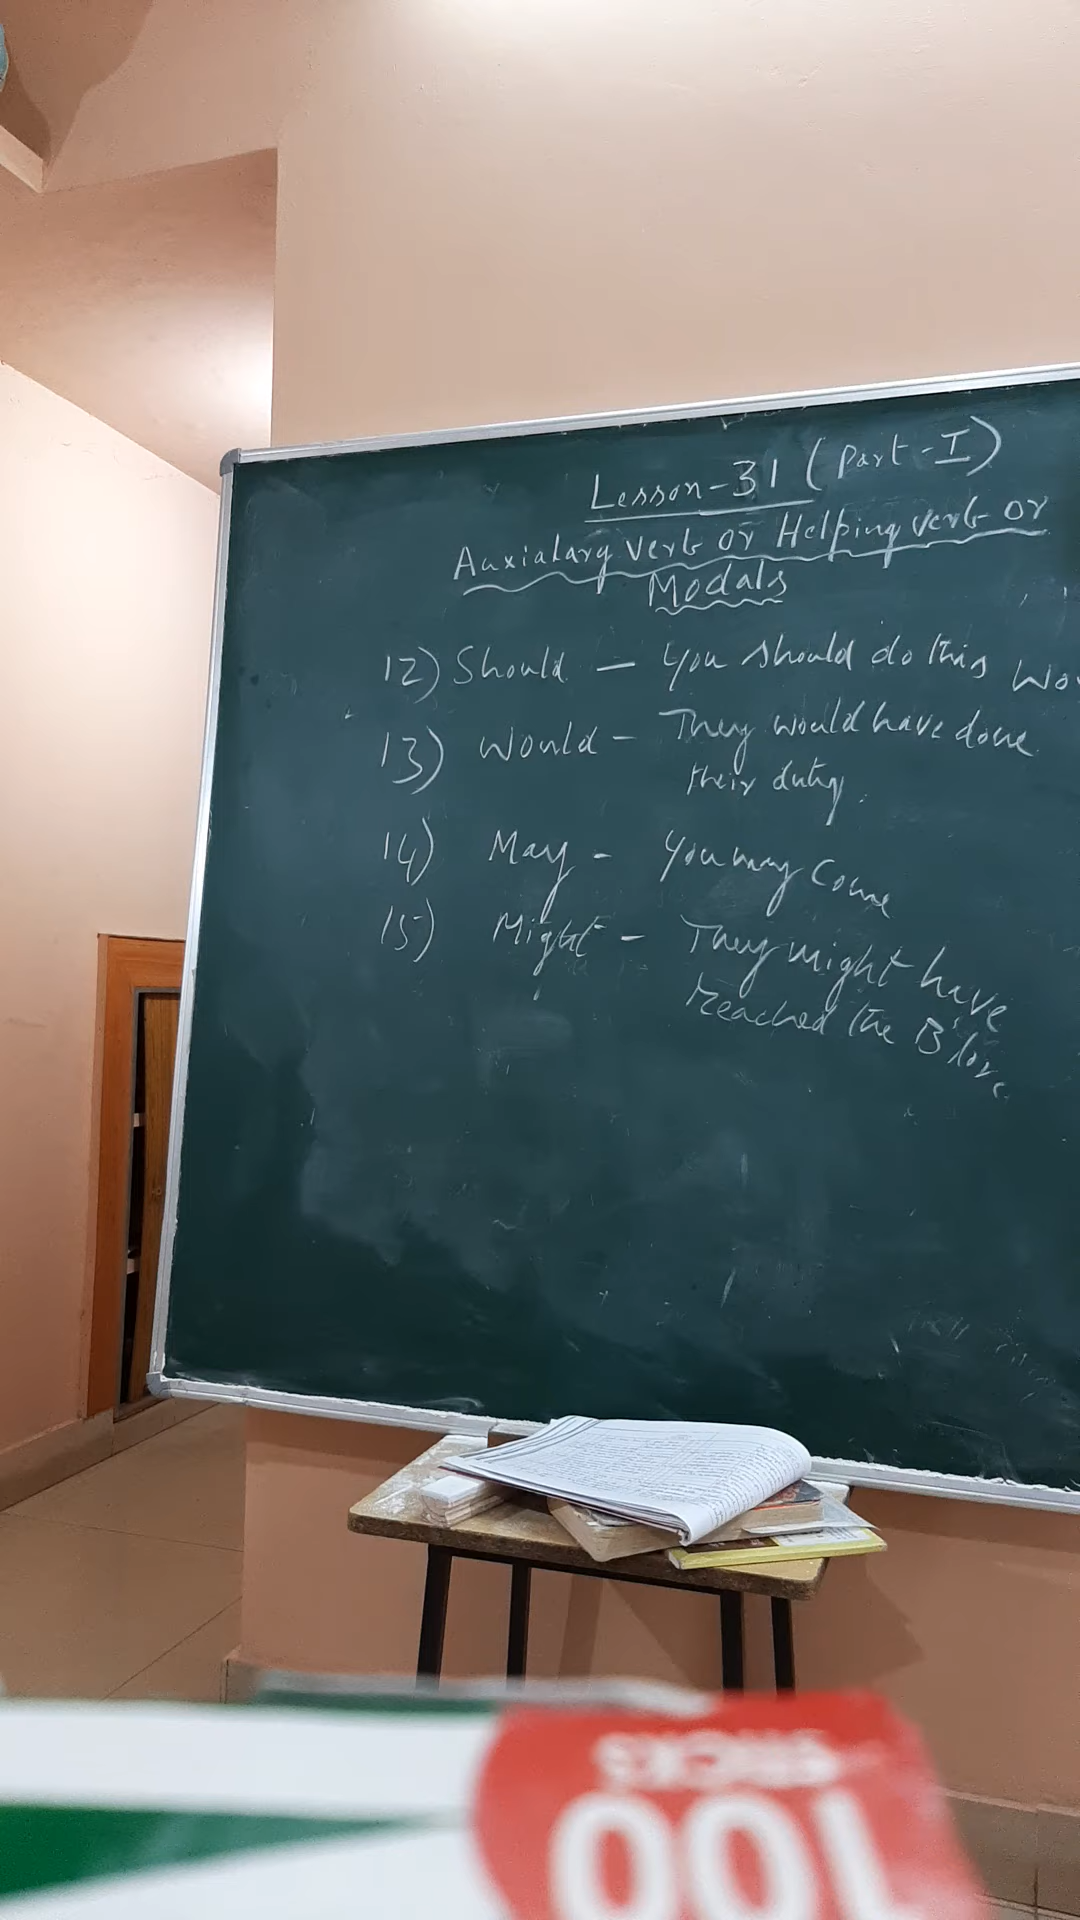 Lesson-31 (Part-I)
Auxialary verb or Helping verb or
Modals
12) Should — You should do this
13) Would – They would have done
their duty.
14) May – You may come
15) Might – They might have
reached the B'lore
100